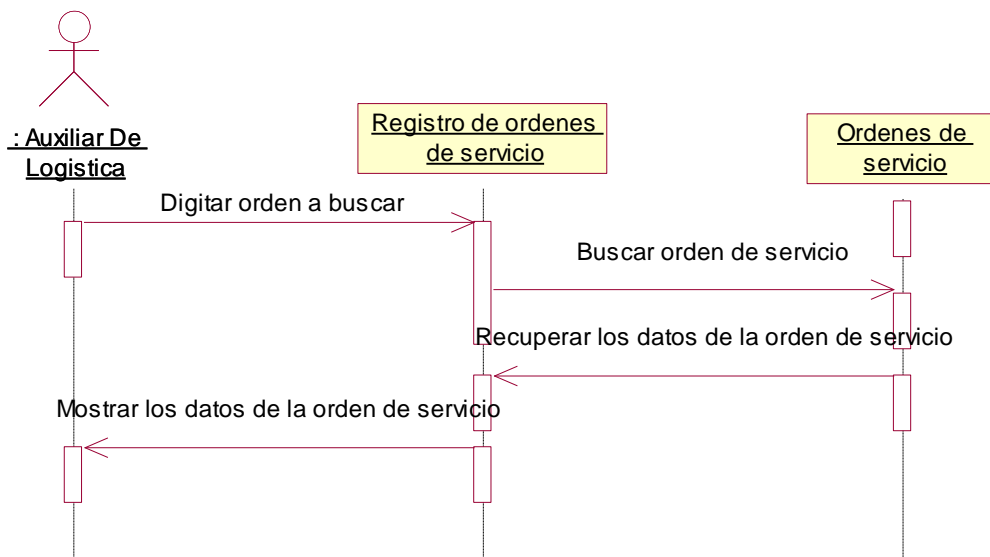 : Auxiliar De
Logistica
Registro de ordenes
de servicio
Ordenes de
servicio
Digitar orden a buscar
Buscar orden de servicio
Recuperar los datos de la orden de servicio
Mostrar los datos de la orden de servicio